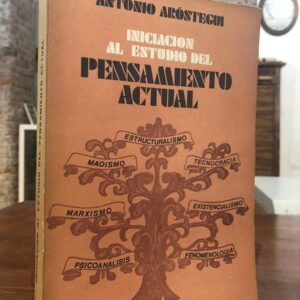 ANTONIO ARÓSTEGUI
INICIACION
AL ESTUDIO DEL
PENSAMIENTO
ACTUAL
ESTRUCTURALISMO
MAOISMO
TECNOCRACIA
MARXISMO
EXISTENCIALISMO
PSICOANALISIS
FENOMENOLOGIA